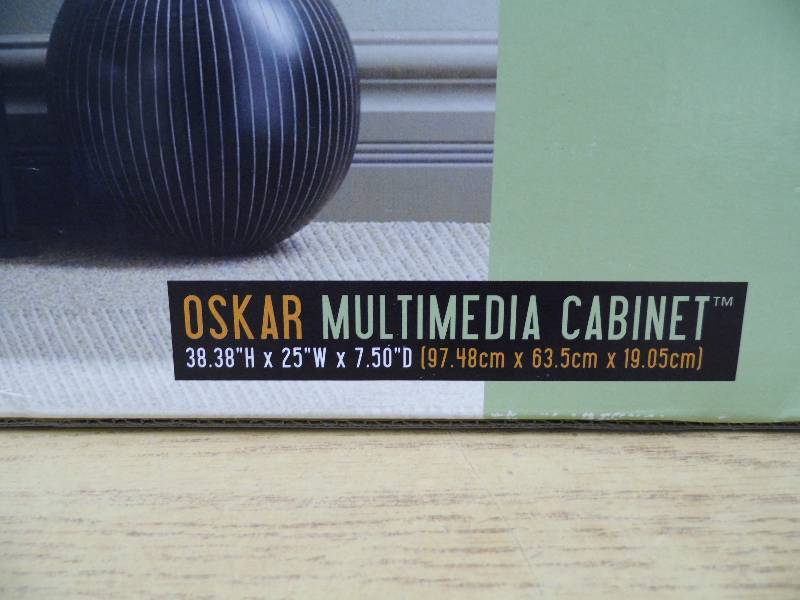 OSKAR MULTIMEDIA CABINET™
38.38"H x 25"W x 7.50"D (97.48cm x 63.5cm x 19.05cm)